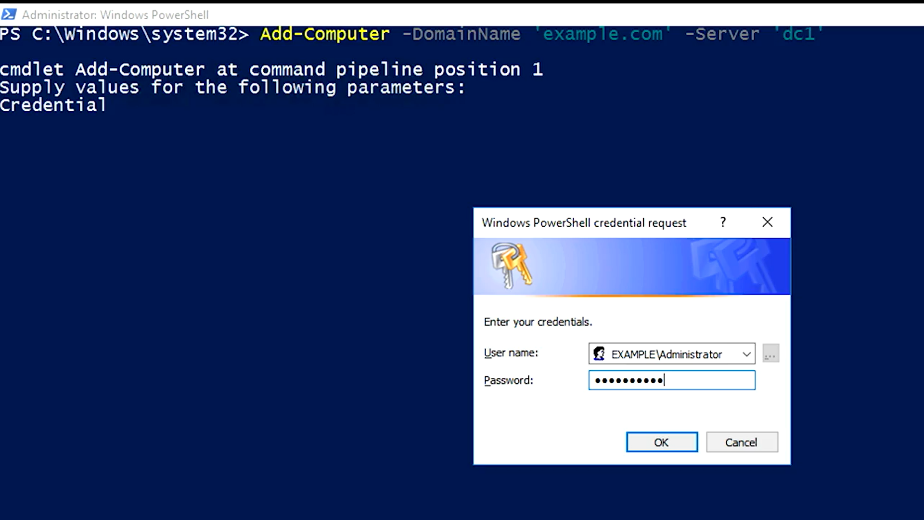 Administrator: Windows PowerShell
PS C:\Windows\system32> Add-Computer -DomainName 'example.com' -Server 'dc1'
cmdlet Add-Computer at command pipeline position 1
Supply values for the following parameters:
Credential
Windows PowerShell credential request
?
Enter your credentials.
User name: EXAMPLE\Administrator ...
Password: ••••••••••
OK Cancel